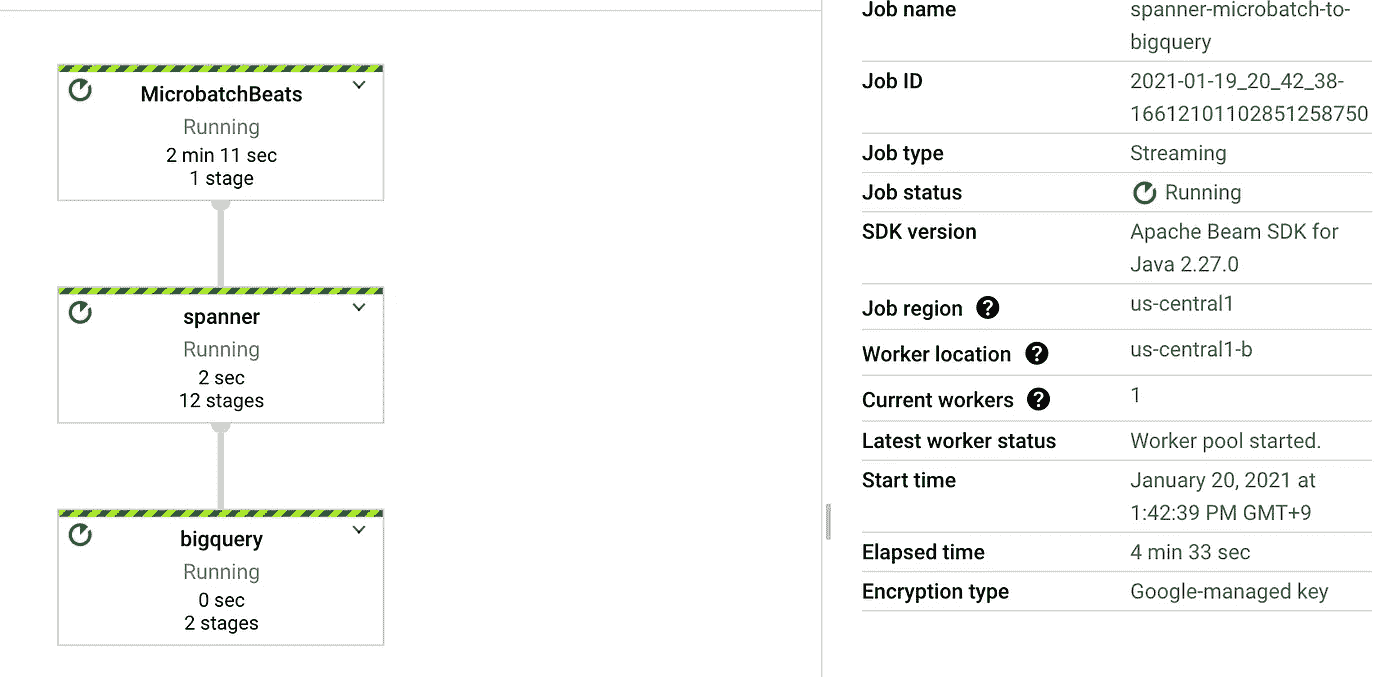 MicrobatchBeats
Running
2 min 11 sec
1 stage
spanner
Running
2 sec
12 stages
bigquery
Running
0 sec
2 stages
Job name spanner-microbatch-to-
bigquery
Job ID 2021-01-19_20_42_38-
16612101102851258750
Job type Streaming
Job status Running
SDK version Apache Beam SDK for
Java 2.27.0
Job region ? us-central1
Worker location ? us-central1-b
Current workers ? 1
Latest worker status Worker pool started.
Start time January 20, 2021 at
1:42:39 PM GMT+9
Elapsed time 4 min 33 sec
Encryption type Google-managed key